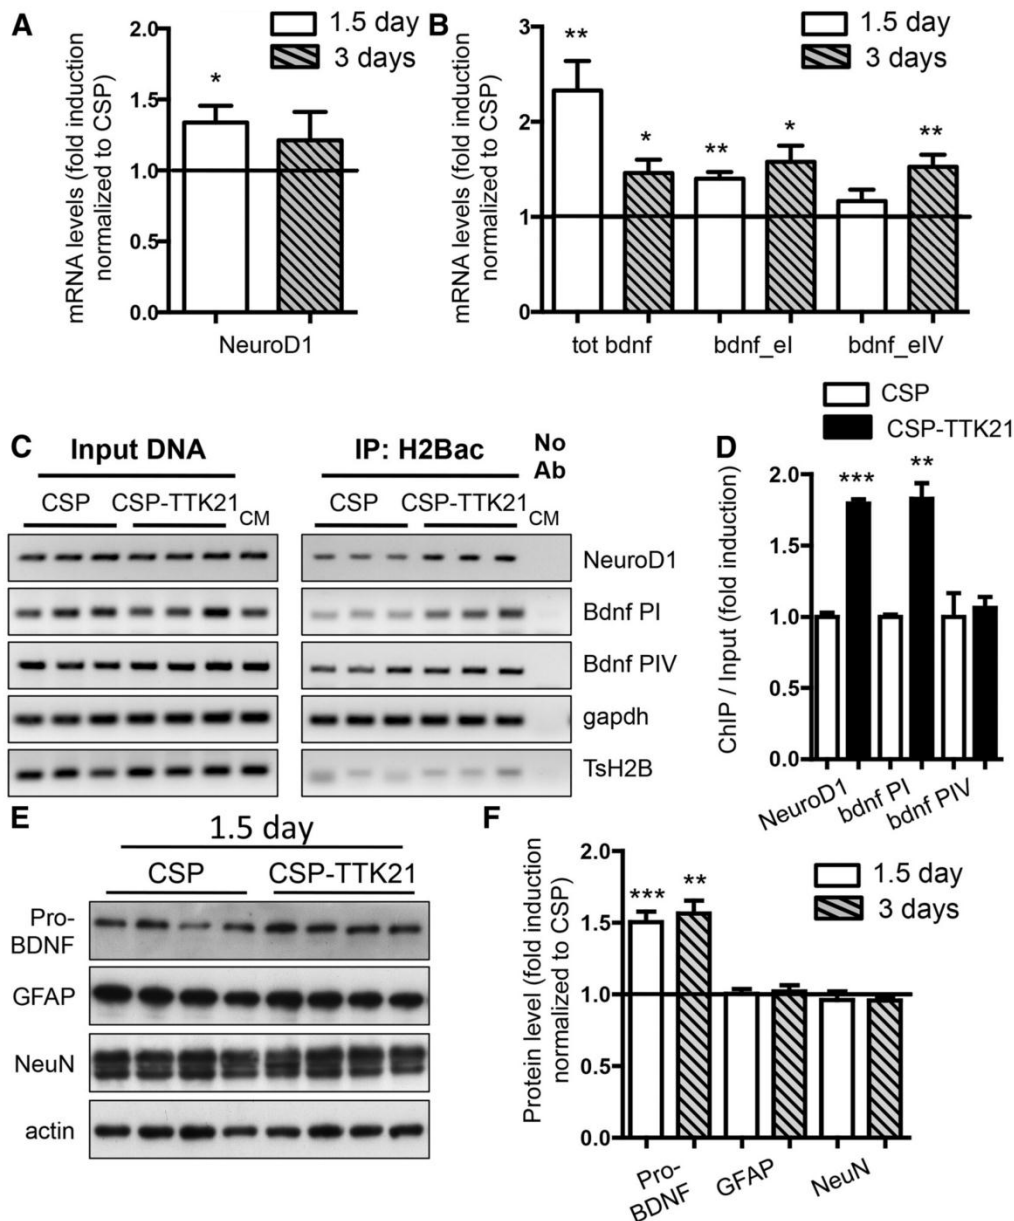 A
mRNA levels (fold induction
normalized to CSP)
2.0
1.5
1.0
0.5
0.0
1.5 day
3 days
*
NeuroD1
B
mRNA levels (fold induction
normalized to CSP)
3
2
1
0
1.5 day
3 days
**
*
**
*
**
tot bdnf bdnf_eI bdnf_eIV
C
Input DNA
CSP CSP-TTK21 CM
IP: H2Bac
CSP CSP-TTK21
No
Ab
CM
NeuroD1
Bdnf PI
Bdnf PIV
gapdh
TsH2B
CSP
CSP-TTK21
D
ChIP / Input (fold induction)
2.0
1.5
1.0
0.5
0.0
***
**
NeuroD1
bdnf PI
bdnf PIV
E
1.5 day
CSP CSP-TTK21
Pro-
BDNF
GFAP
NeuN
actin
F
Protein level (fold induction
normalized to CSP)
2.0
1.5
1.0
0.5
0.0
1.5 day
3 days
***
**
Pro-
BDNF
GFAP
NeuN